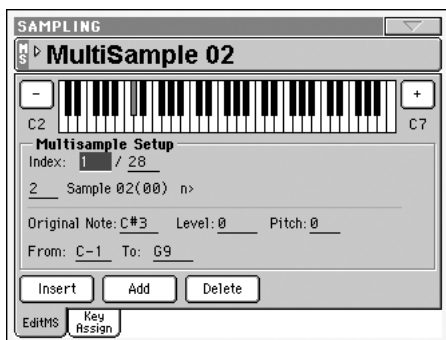 SAMPLING
MS MultiSample 02
- +
C2 C7
Multisample Setup
Index: 1 / 28
2 Sample 02(00) n>
Original Note: C#3 Level: 0 Pitch: 0
From: C-1 To: G9
Insert Add Delete
EditMS Key Assign